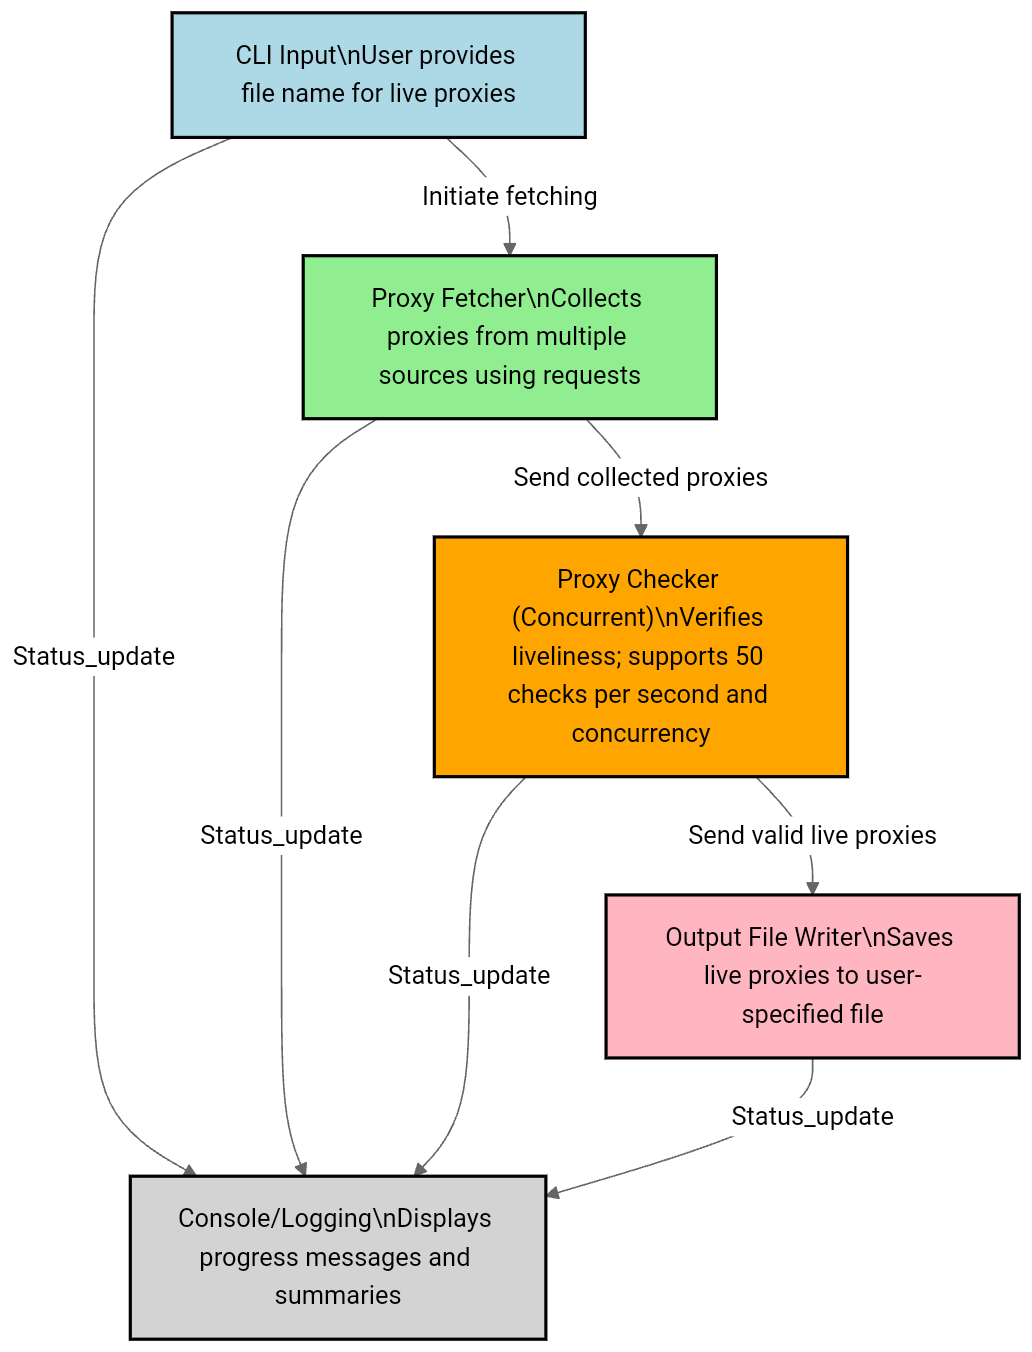 CLI Input\nUser provides
file name for live proxies
Initiate fetching
Proxy Fetcher\nCollects
proxies from multiple
sources using requests
Send collected proxies
Proxy Checker
(Concurrent)\nVerifies
liveliness; supports 50
checks per second and
concurrency
Status_update
Status_update
Send valid live proxies
Output File Writer\nSaves
live proxies to user-
specified file
Status_update
Status_update
Console/Logging\nDisplays
progress messages and
summaries